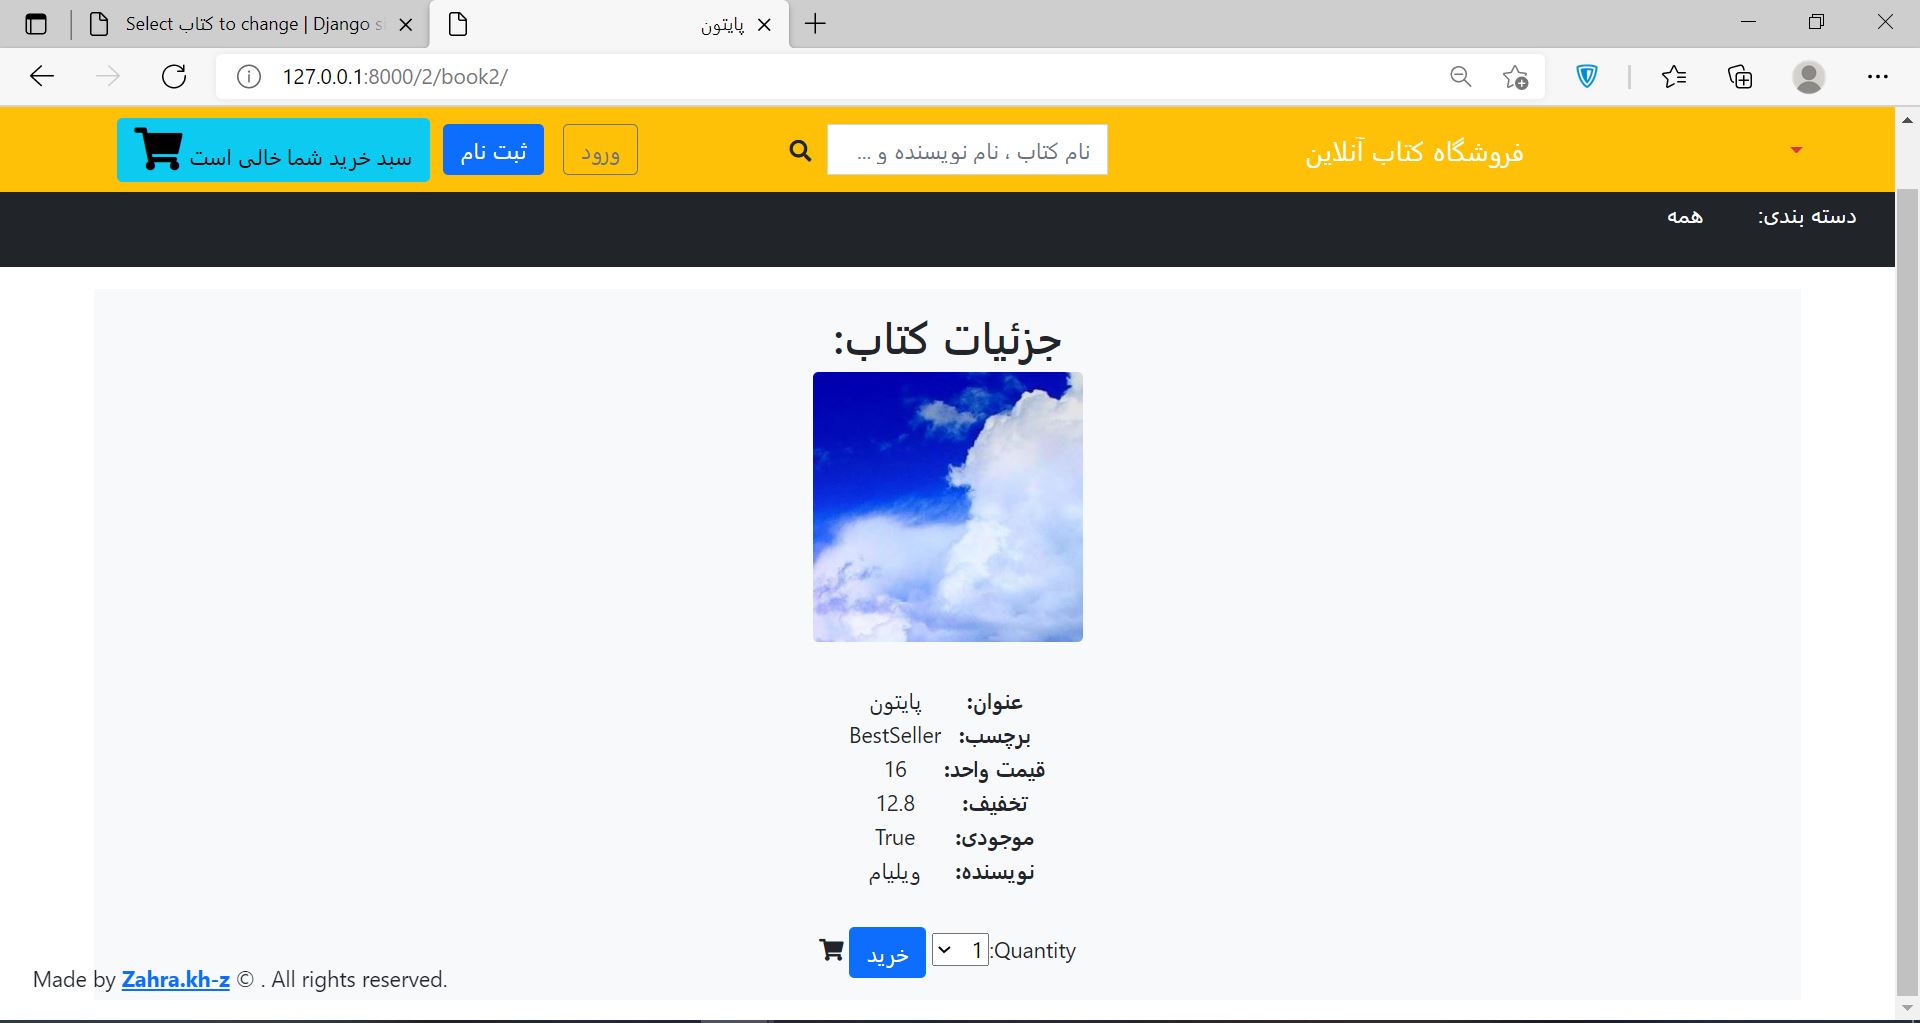 Select کتاب to change | Django si
پایتون
127.0.0.1:8000/2/book2/
فروشگاه کتاب آنلاین
نام کتاب ، نام نویسنده و ...
ورود
ثبت نام
سبد خرید شما خالی است
دسته بندی: همه
جزئیات کتاب:
عنوان: پایتون
برچسب: BestSeller
قیمت واحد: 16
تخفیف: 12.8
موجودی: True
نویسنده: ویلیام
Quantity: 1 خرید
Made by Zahra.kh-z © . All rights reserved.